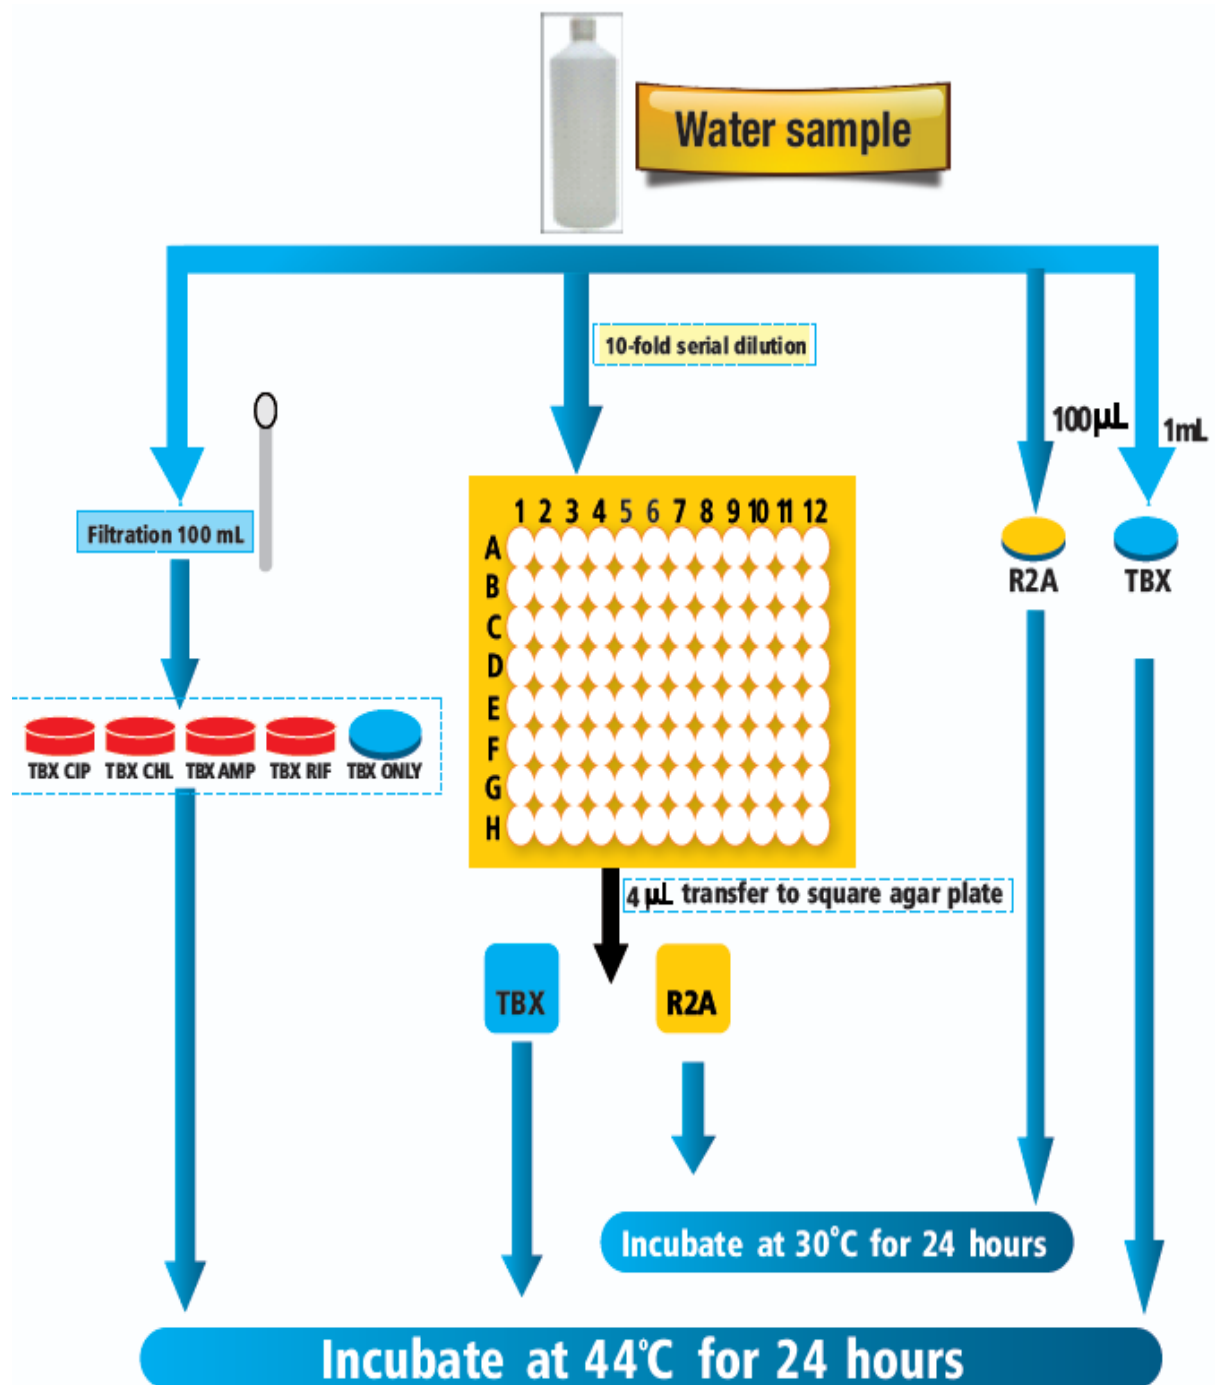 Water sample
10-fold serial dilution
100µL
1mL
Filtration 100 mL
1 2 3 4 5 6 7 8 9 10 11 12
A
B
C
D
E
F
G
H
R2A
TBX
TBX CIP
TBX CHL
TBX AMP
TBX RIF
TBX ONLY
4 µL transfer to square agar plate
TBX
R2A
Incubate at 30°C for 24 hours
Incubate at 44°C for 24 hours